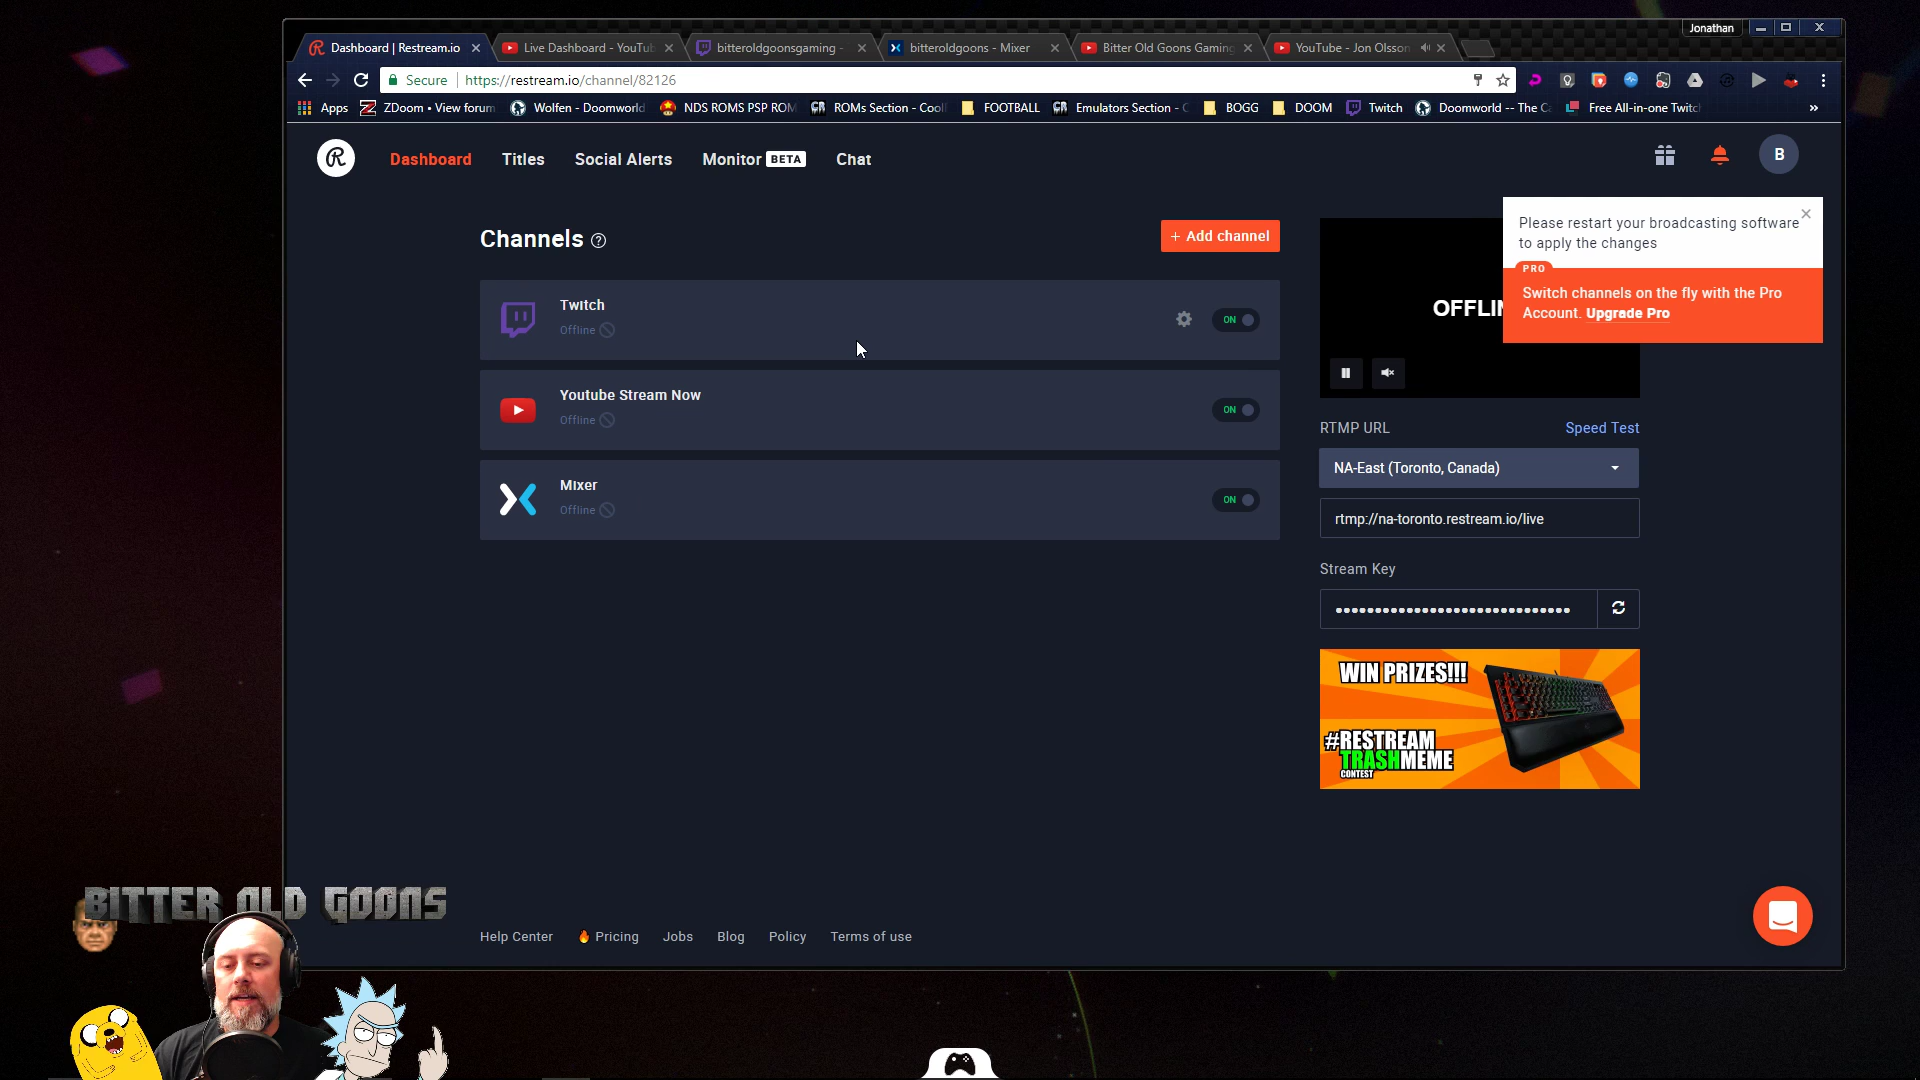 Jonathan
Dashboard | Restream.io
Live Dashboard - YouTub
bitteroldgoonsgaming -
bitteroldgoons - Mixer
Bitter Old Goons Gaming
YouTube - Jon Olsson
Secure
https://restream.io/channel/82126
Apps
ZDoom • View forum
Wolfen - Doomworld
NDS ROMS PSP ROM
ROMs Section - Cool
FOOTBALL
Emulators Section - C
BOGG
DOOM
Twitch
Doomworld -- The Ca
Free All-in-one Twitc
»
Dashboard
Titles
Social Alerts
Monitor BETA
Chat
B
Channels
+ Add channel
Please restart your broadcasting software
to apply the changes
PRO
Switch channels on the fly with the Pro
Account. Upgrade Pro
Twitch
Offline
ON
OFFLIN
Youtube Stream Now
Offline
ON
Mixer
Offline
ON
RTMP URL
Speed Test
NA-East (Toronto, Canada)
rtmp://na-toronto.restream.io/live
Stream Key
WIN PRIZES!!!
#RESTREAM
TRASHMEME
CONTEST
BITTER OLD GOONS
Help Center
Pricing
Jobs
Blog
Policy
Terms of use